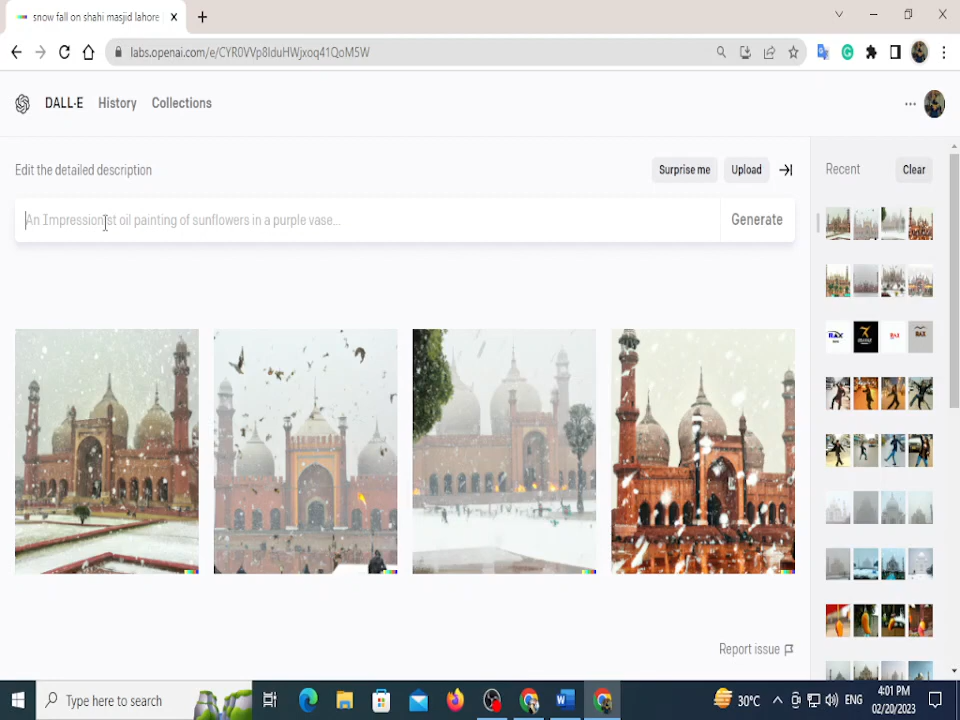 snow fall on shahi masjid lahore
labs.openai.com/e/CYR0VVp8lduHWjxoq41QoM5W
DALL·E History Collections
Edit the detailed description
Surprise me Upload
Recent Clear
An Impressionist oil painting of sunflowers in a purple vase...
Generate
Report issue
Type here to search
30°C ENG
4:01 PM
02/20/2023